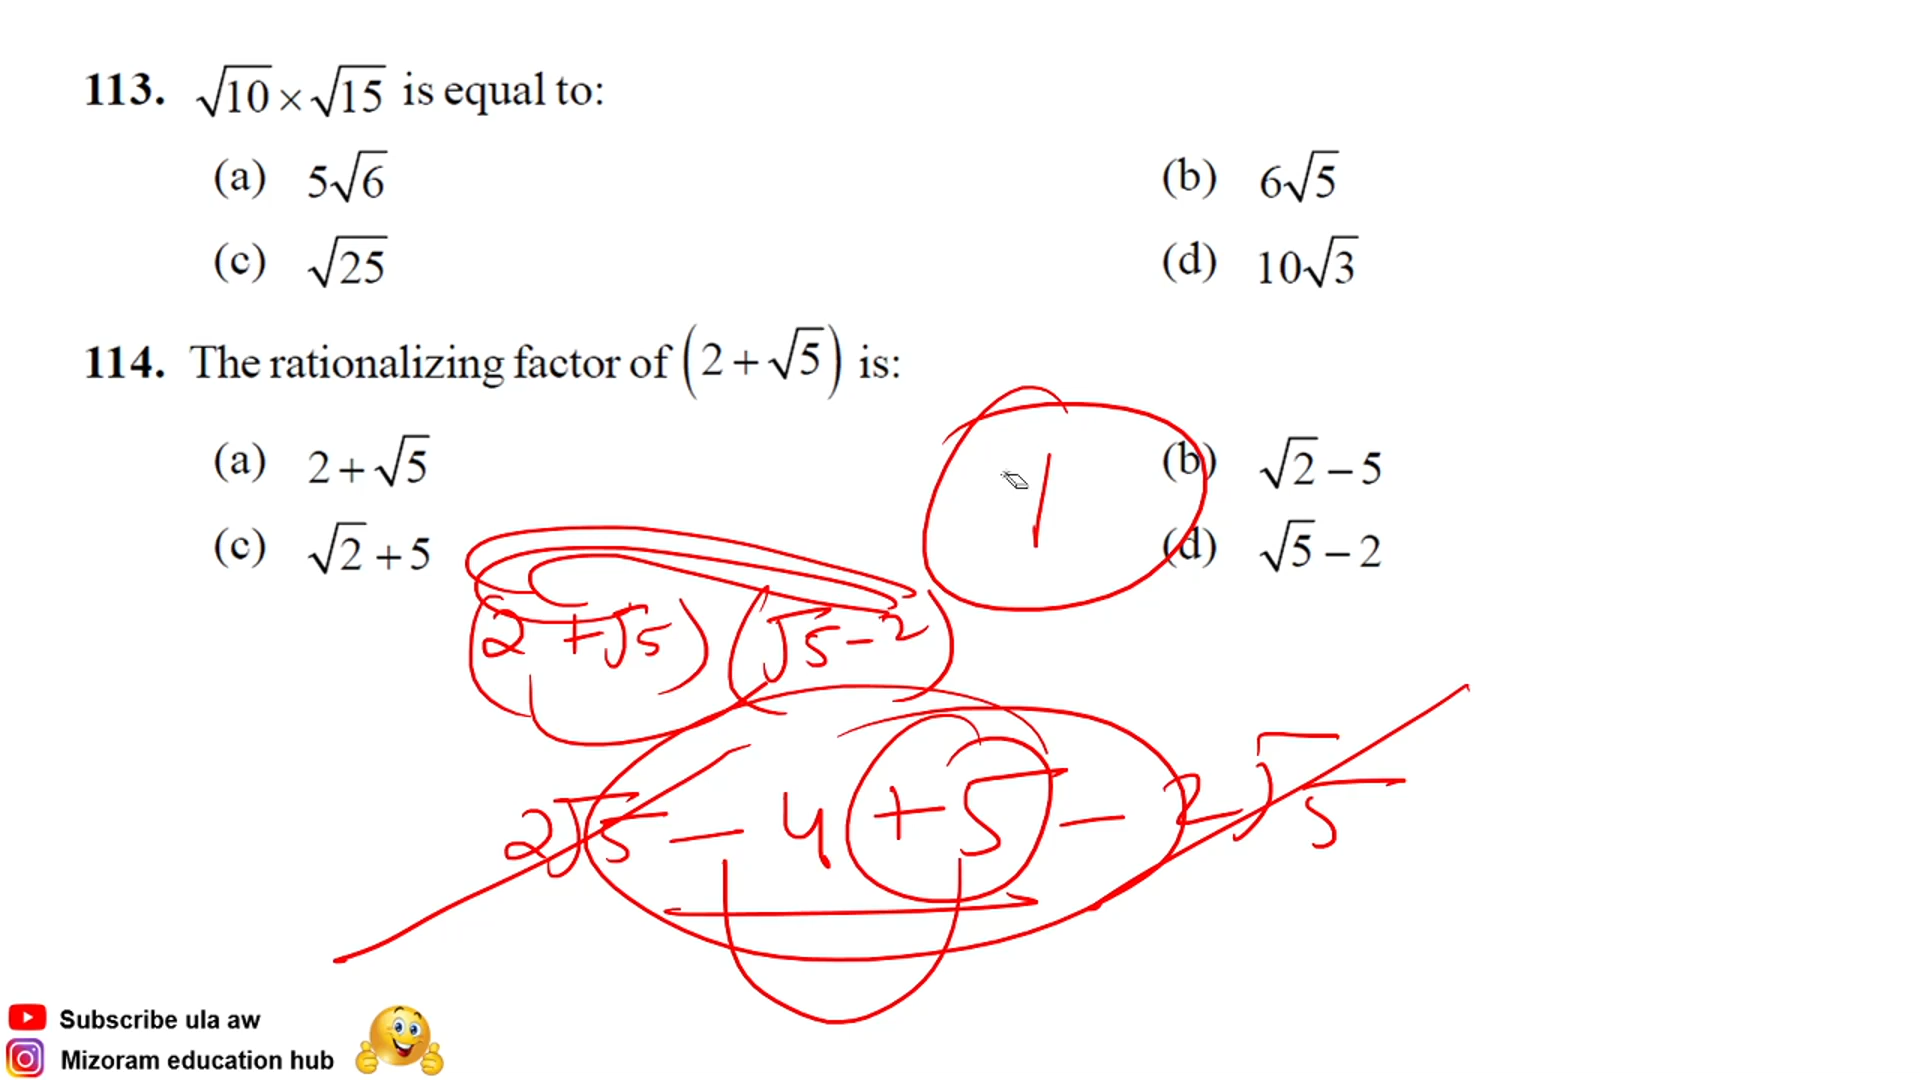 113. √10 × √15 is equal to:
(a) 5√6 (b) 6√5
(c) √25 (d) 10√3
114. The rationalizing factor of (2 + √5) is:
(a) 2 + √5 (b) √2 − 5
1
(c) √2 + 5 (d) √5 − 2
(2 + √5) (√5 − 2)
2√5 − 4 + 5 − 2√5
Subscribe ula aw
Mizoram education hub